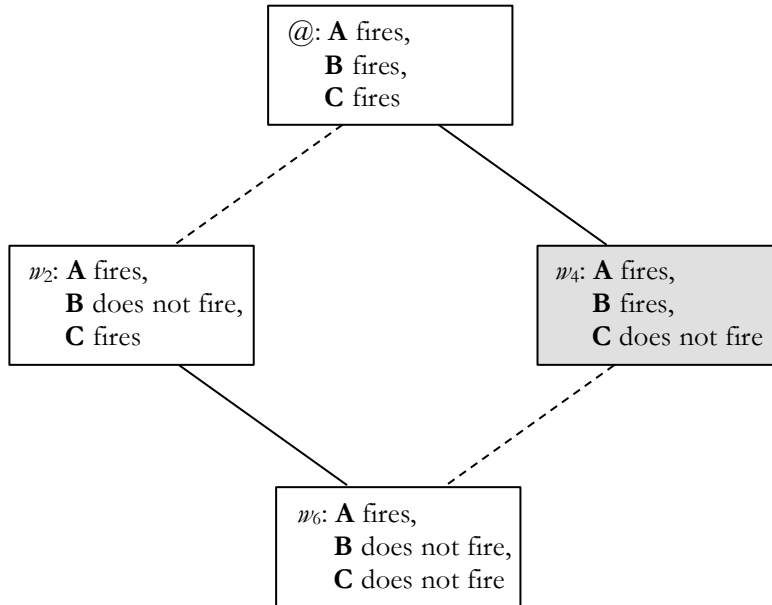 @: A fires,
B fires,
C fires
w₂: A fires,
B does not fire,
C fires
w₄: A fires,
B fires,
C does not fire
w₆: A fires,
B does not fire,
C does not fire